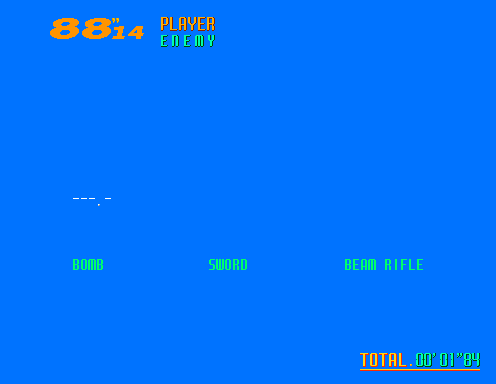 88"14 PLAYER
ENEMY
---.-
BOMB SWORD BEAM RIFLE
TOTAL.00'01"84